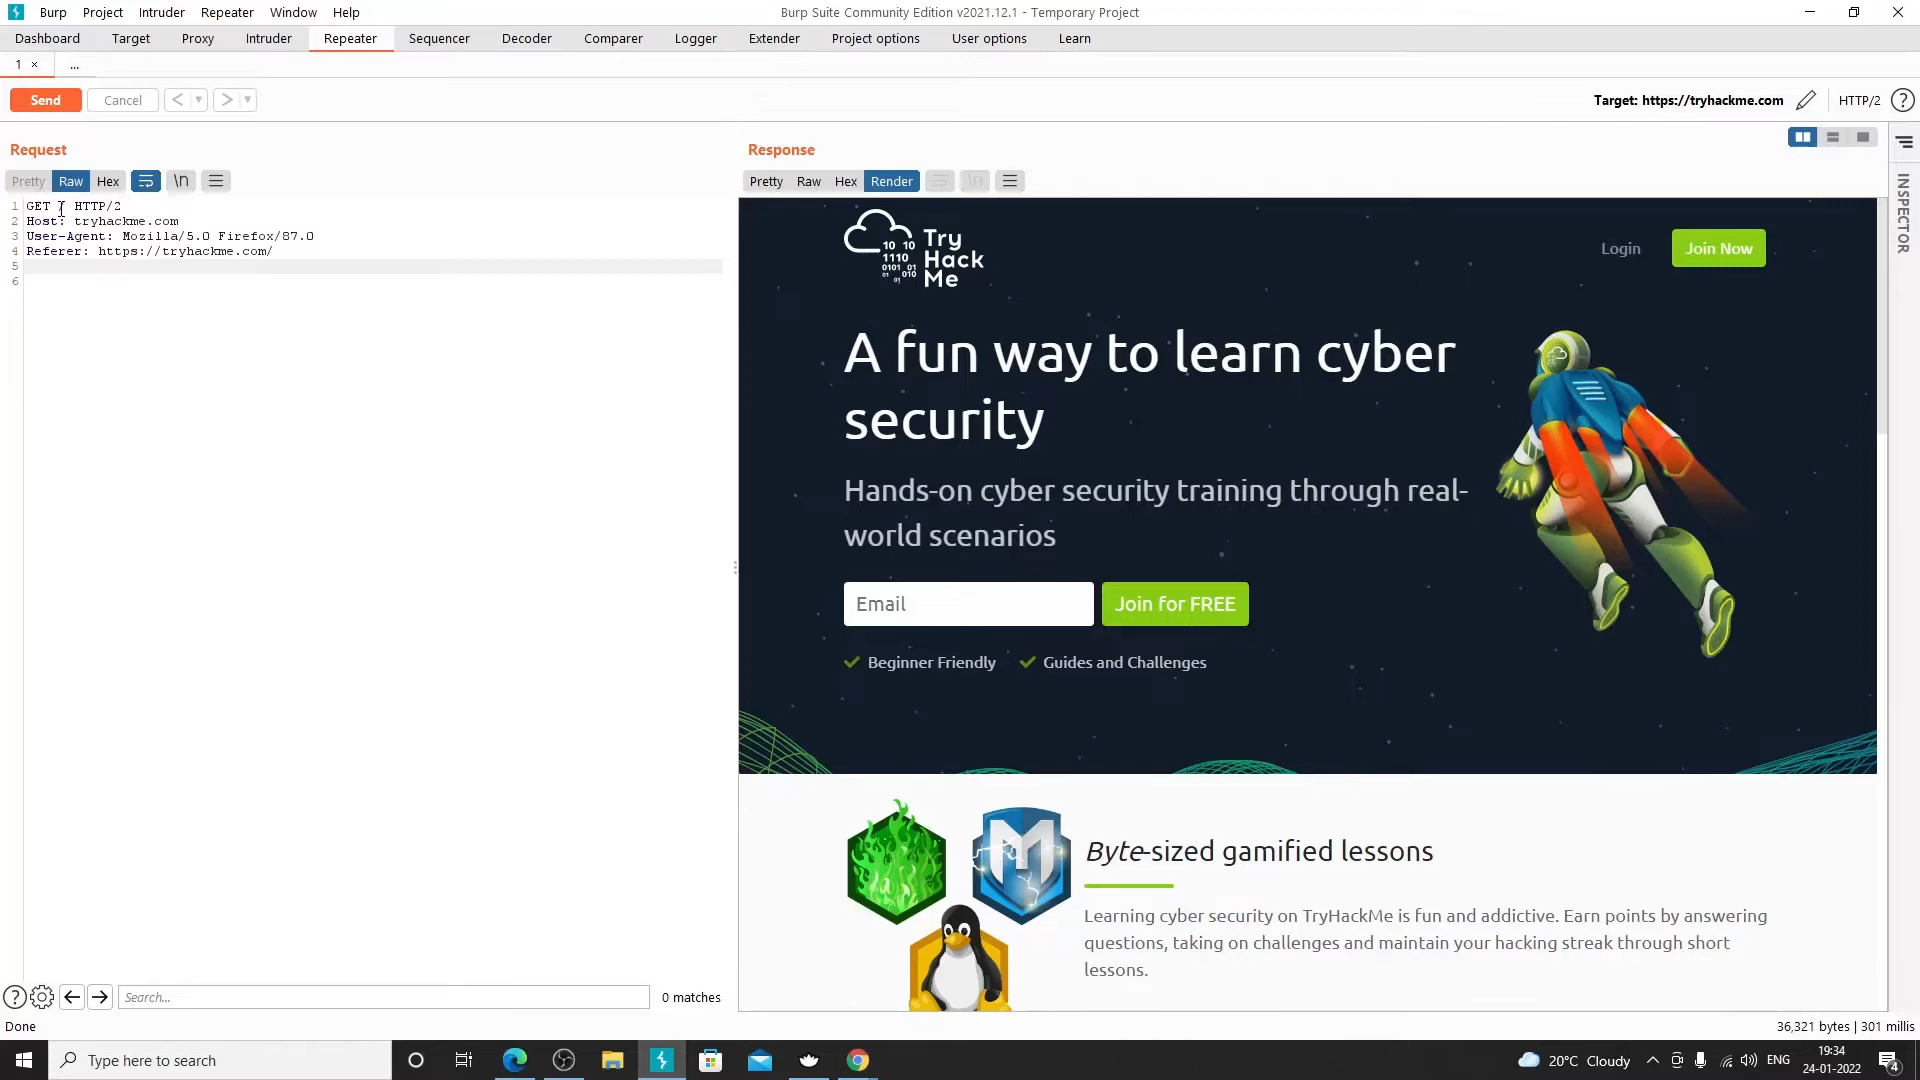 Burp Project Intruder Repeater Window Help
Burp Suite Community Edition v2021.12.1 - Temporary Project
Dashboard Target Proxy Intruder Repeater Sequencer Decoder Comparer Logger Extender Project options User options Learn
1 × ...
Send Cancel < >
Target: https://tryhackme.com HTTP/2 ?
Request
Pretty Raw Hex \n
1 GET / HTTP/2
2 Host: tryhackme.com
3 User-Agent: Mozilla/5.0 Firefox/87.0
4 Referer: https://tryhackme.com/
5
6
Search...
0 matches
Done
Response
Pretty Raw Hex Render \n
INSPECTOR
10 10
1110
0101 01
01 010
Try
Hack
Me
Login
Join Now
A fun way to learn cyber
security
Hands-on cyber security training through real-
world scenarios
Email
Join for FREE
Beginner Friendly
Guides and Challenges
M
Byte-sized gamified lessons
Learning cyber security on TryHackMe is fun and addictive. Earn points by answering
questions, taking on challenges and maintain your hacking streak through short
lessons.
36,321 bytes | 301 millis
Type here to search
20°C Cloudy
ENG
19:34
24-01-2022
4